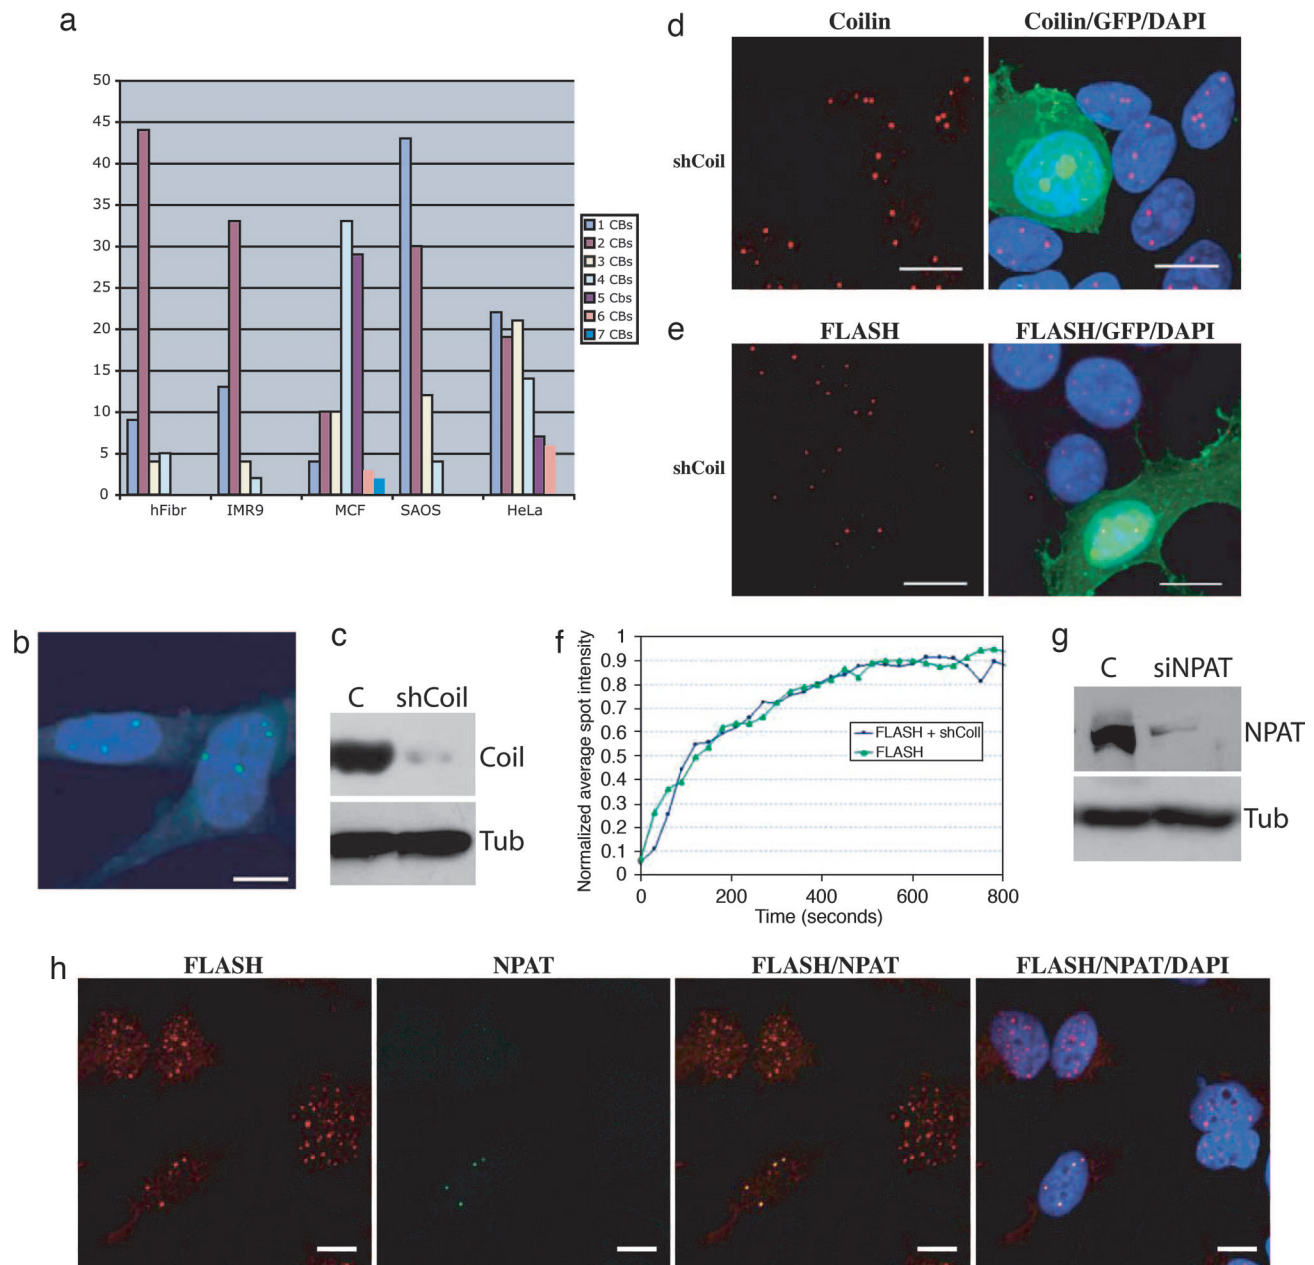 a
50
45
40
35
30
25
20
15
10
5
0
hFibr IMR9 MCF SAOS HeLa
1 CBs
2 CBs
3 CBs
4 CBs
5 Cbs
6 CBs
7 CBs
d
Coilin Coilin/GFP/DAPI
shCoil
e
FLASH FLASH/GFP/DAPI
shCoil
b
c
C shCoil
Coil
Tub
f
Normalized average spot intensity
1
0.9
0.8
0.7
0.6
0.5
0.4
0.3
0.2
0.1
0
0 200 400 600 800
Time (seconds)
FLASH + shColl
FLASH
g
C siNPAT
NPAT
Tub
h
FLASH NPAT FLASH/NPAT FLASH/NPAT/DAPI